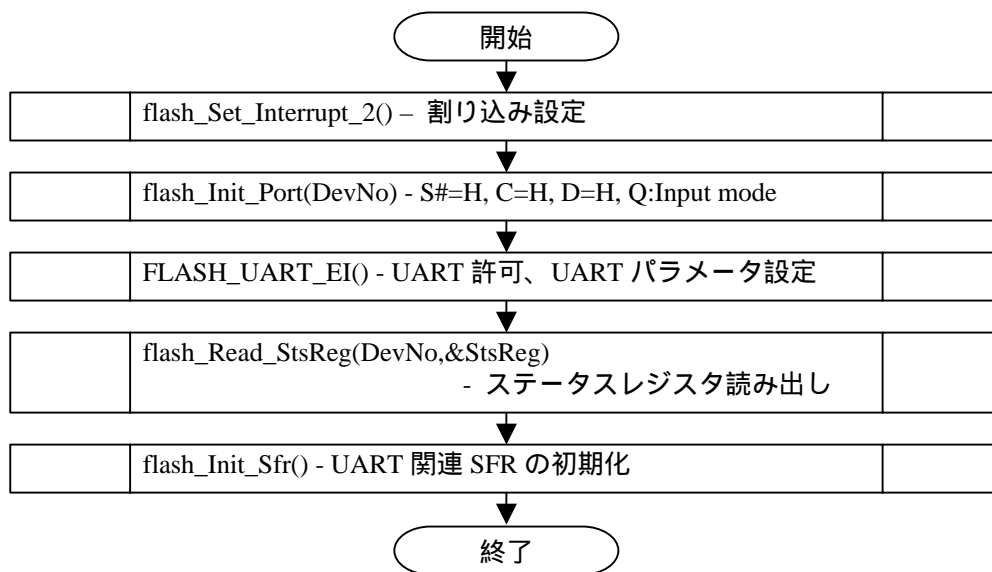 開始
flash_Set_Interrupt_2() – 割り込み設定
flash_Init_Port(DevNo) - S#=H, C=H, D=H, Q:Input mode
FLASH_UART_EI() - UART 許可、UART パラメータ設定
flash_Read_StsReg(DevNo,&StsReg)
- ステータスレジスタ読み出し
flash_Init_Sfr() - UART 関連 SFR の初期化
終了